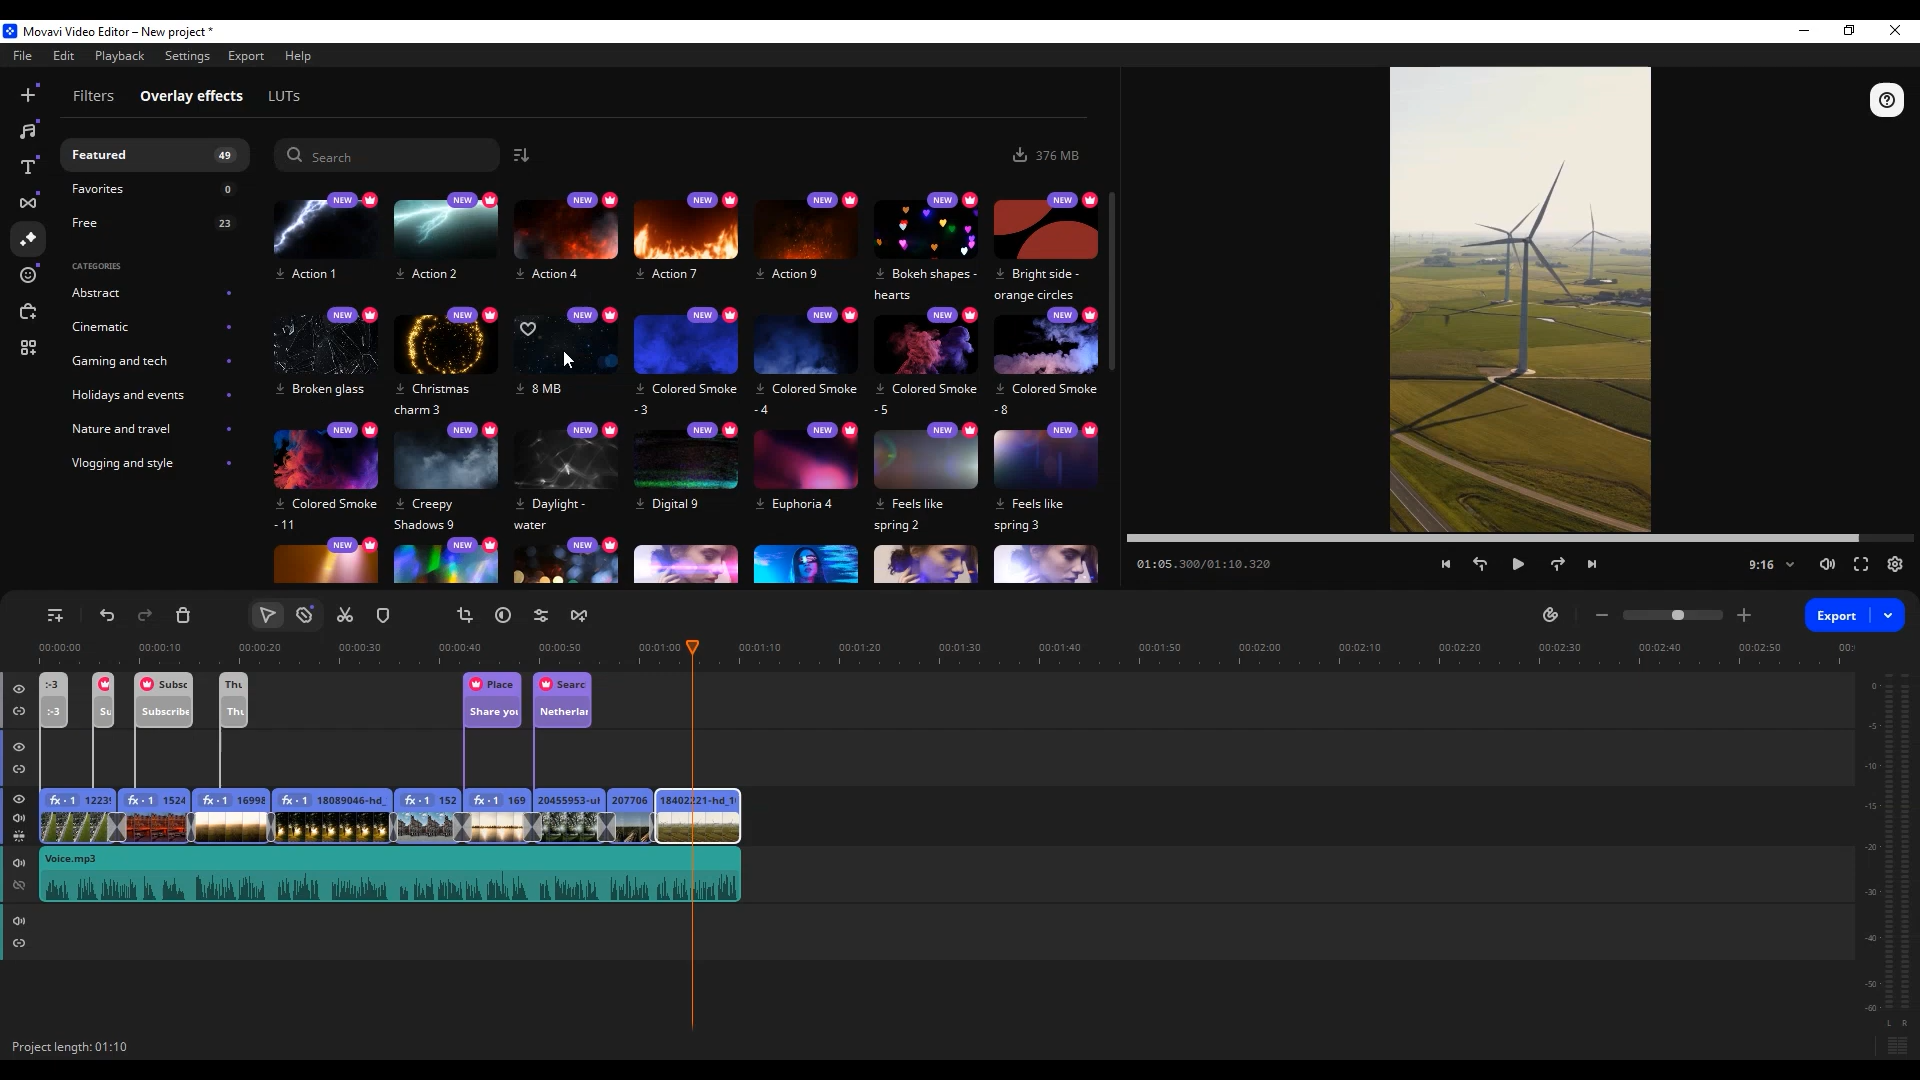 Movavi Video Editor – New project *
File Edit Playback Settings Export Help
Filters Overlay effects LUTs
Featured 49
Favorites 0
Free 23
CATEGORIES
Abstract
Cinematic
Gaming and tech
Holidays and events
Nature and travel
Vlogging and style
Search
376 MB
NEW NEW NEW NEW NEW NEW NEW
Action 1 Action 2 Action 4 Action 7 Action 9 Bokeh shapes - Bright side -
hearts orange circles
NEW NEW NEW NEW NEW NEW NEW
Broken glass Christmas 8 MB Colored Smoke Colored Smoke Colored Smoke Colored Smoke
charm 3 - 3 - 4 - 5 - 8
NEW NEW NEW NEW NEW NEW NEW
Colored Smoke Creepy Daylight - Digital 9 Euphoria 4 Feels like Feels like
- 11 Shadows 9 water spring 2 spring 3
NEW NEW NEW
01:05.300/01:10.320
9:16
Export
00:00:00 00:00:10 00:00:20 00:00:30 00:00:40 00:00:50 00:01:00 00:01:10 00:01:20 00:01:30 00:01:40 00:01:50 00:02:00 00:02:10 00:02:20 00:02:30 00:02:40 00:02:50 00:
:-3 Subsc Thu Place Searc
:-3 Su Subscribe Thu Share you Netherlan
fx · 1 1223 fx · 1 1524 fx · 1 16998 fx · 1 18089046-hd_ fx · 1 152 fx · 1 169 20455953-uh 207706 18402221-hd_1
Voice.mp3
0
-5
-10
-15
-20
-30
-40
-50
-60
L R
Project length: 01:10